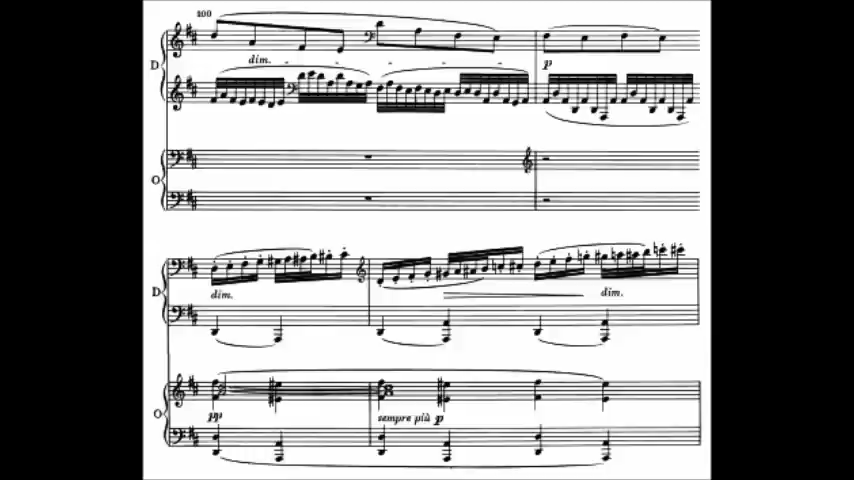 100
dim. - - - - -
p
D
O
D
dim.
dim.
O
pp
sempre più p